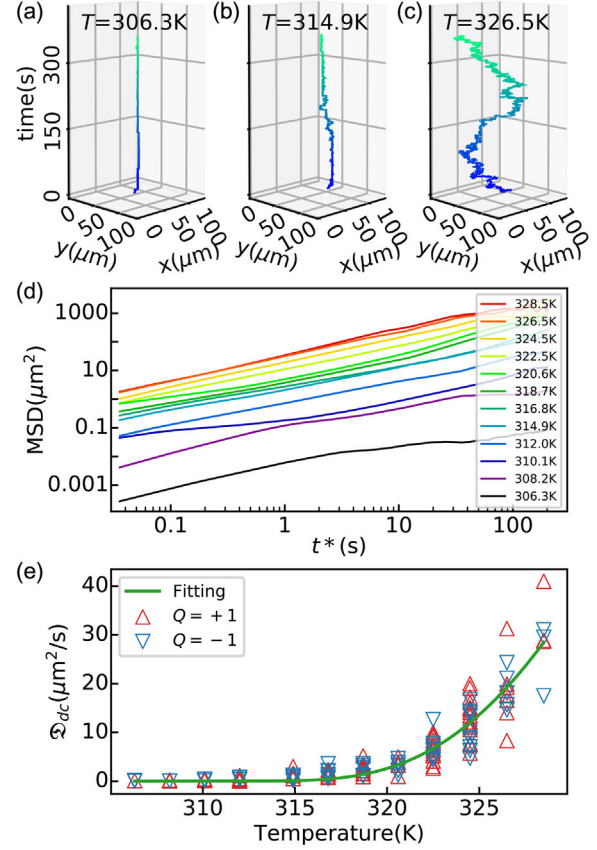 (a) T=306.3K
(b) T=314.9K
(c) T=326.5K
time(s)
300
150
0
0 50 100
y(μm)
0 50 100
x(μm)
0 50 100
y(μm)
0 50 100
x(μm)
0 50 100
y(μm)
0 50 100
x(μm)
(d)
MSD(μm²)
1000
10
0.1
0.001
328.5K
326.5K
324.5K
322.5K
320.6K
318.7K
316.8K
314.9K
312.0K
310.1K
308.2K
306.3K
0.1 1 10 100
t*(s)
(e)
𝔇dc(μm²/s)
40
30
20
10
0
Fitting
Q=+1
Q=−1
310 315 320 325
Temperature(K)